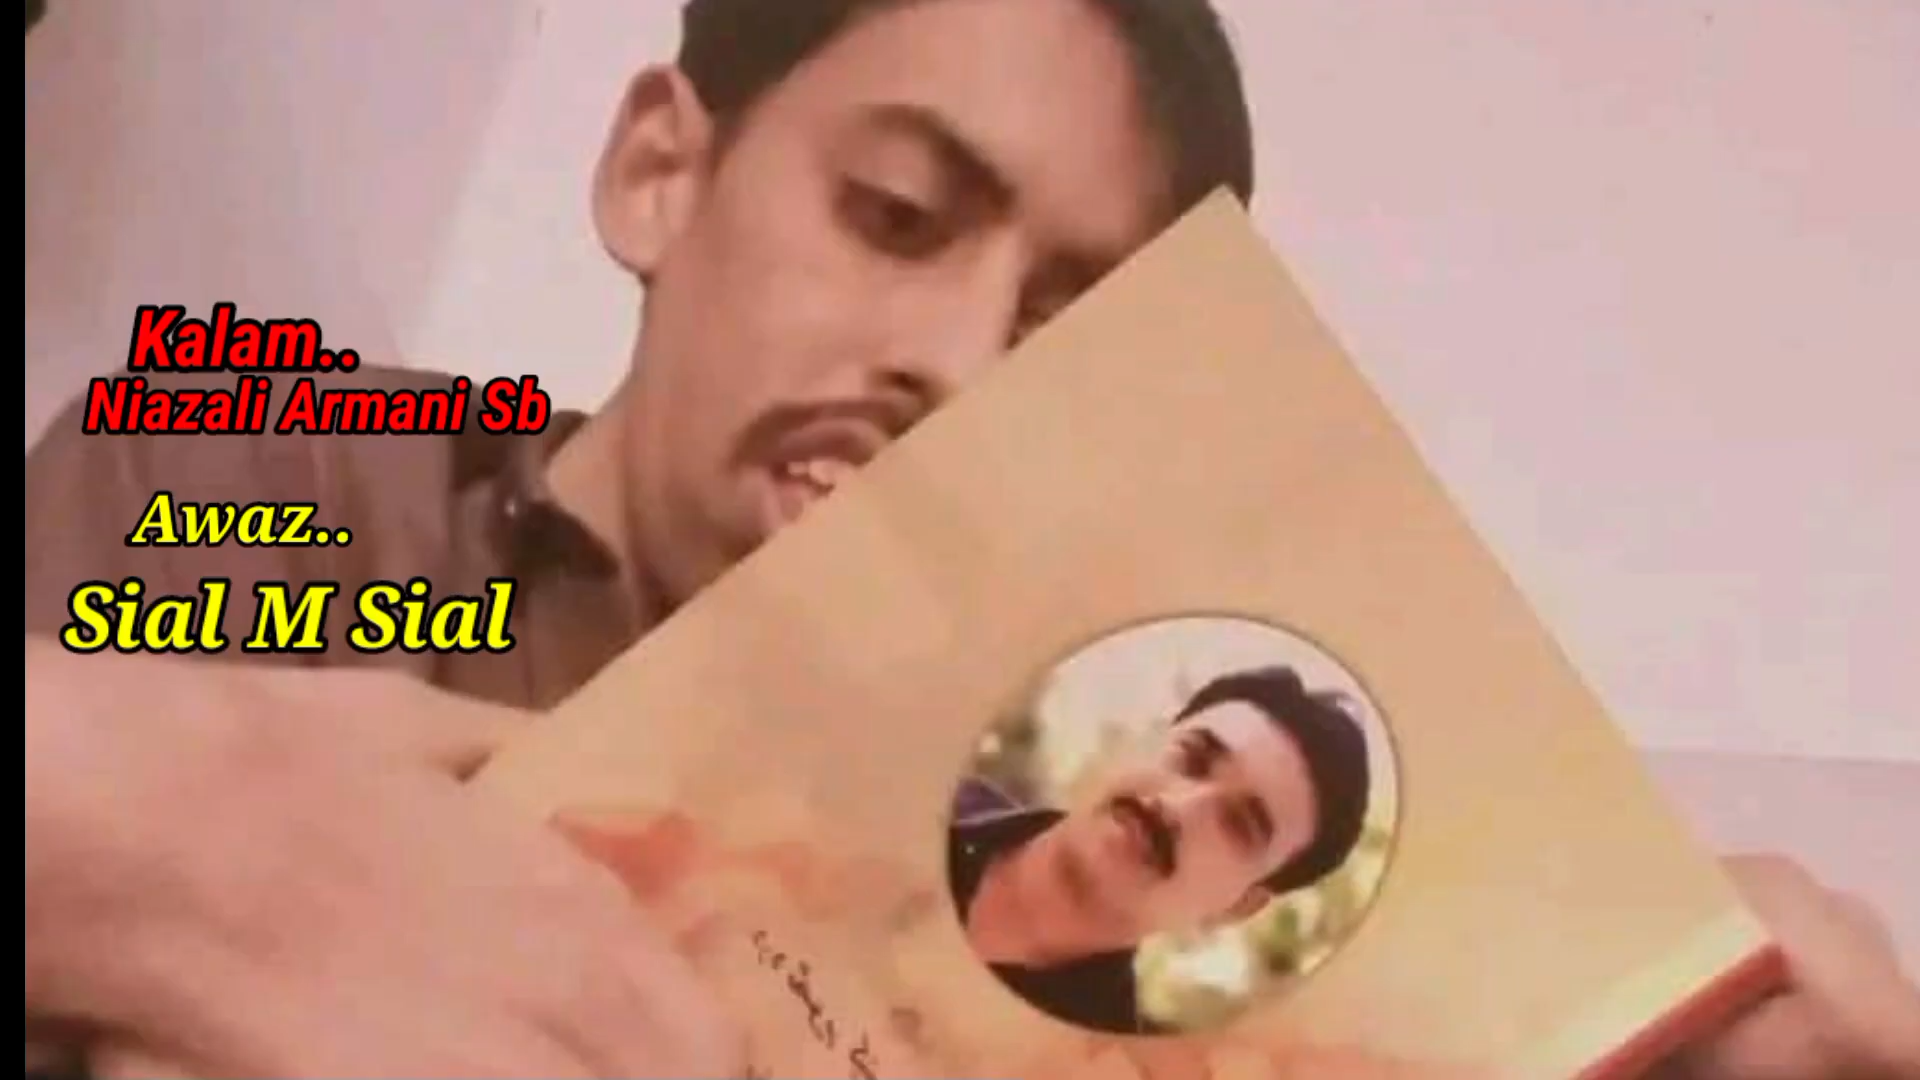 Kalam..
Niazali Armani Sb
Awaz..
Sial M Sial